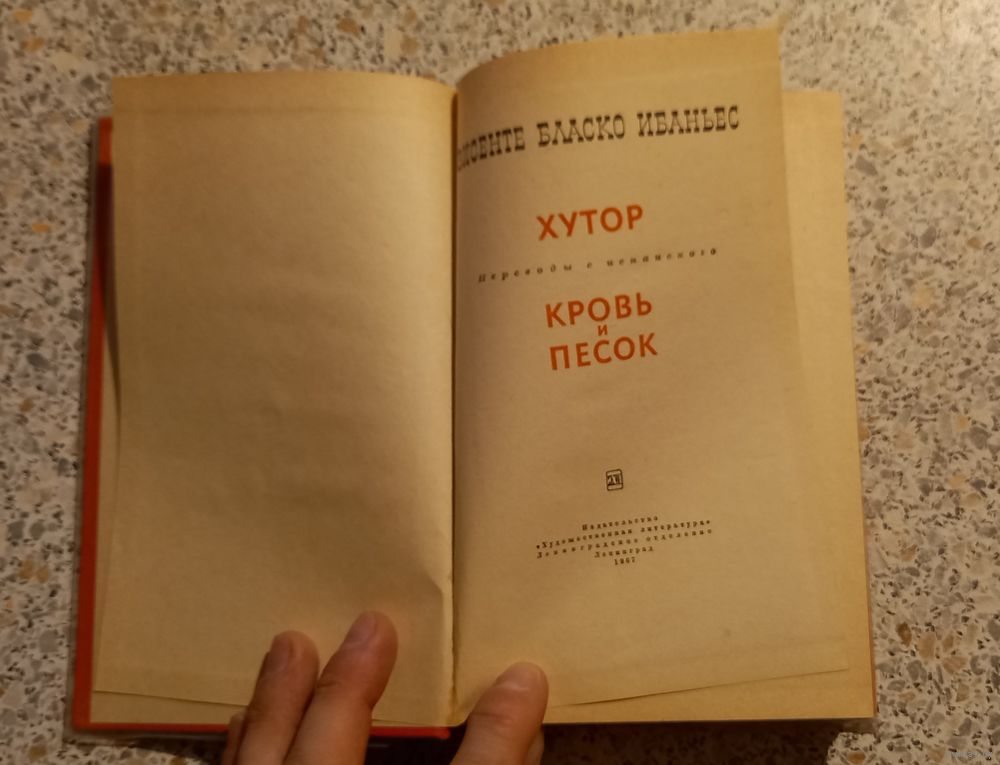 БЛАСКО ИБАНЬЕС
ХУТОР
Переводы с испанского
КРОВЬ
И
ПЕСОК
Издательство
«Художественная литература»
Ленинградское отделение
Ленинград
1967